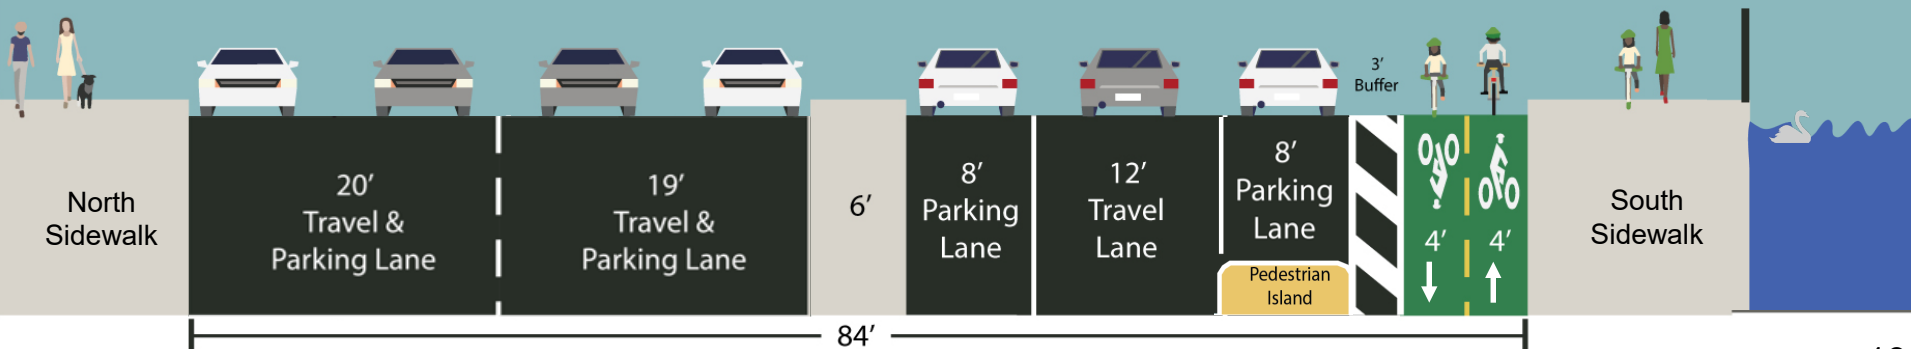 North
Sidewalk
20’
Travel &
Parking Lane
19’
Travel &
Parking Lane
6’
8’
Parking
Lane
12’
Travel
Lane
8’
Parking
Lane
Pedestrian
Island
3’
Buffer
4’
4’
South
Sidewalk
84’